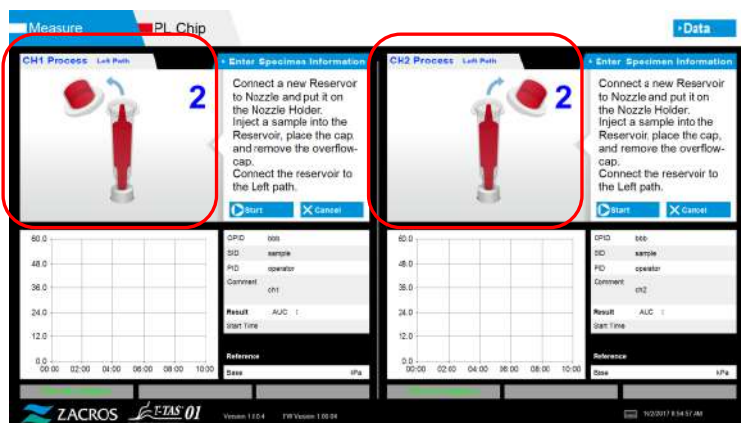 Measure
PL Chip
Data
CH1 Process Left Path
Enter Specimen Information
2
Connect a new Reservoir
to Nozzle and put it on
the Nozzle Holder.
Inject a sample into the
Reservoir, place the cap,
and remove the overflow-
cap.
Connect the reservoir to
the Left path.
Start
Cancel
60.0
48.0
36.0
24.0
12.0
0.0
00:00 02:00 04:00 06:00 08:00 10:00
OPID bbb
SID sample
PID operator
Comment
ch1
Result AUC :
Start Time
Reference
Base kPa
CH2 Process Left Path
Enter Specimen Information
2
Connect a new Reservoir
to Nozzle and put it on
the Nozzle Holder.
Inject a sample into the
Reservoir, place the cap,
and remove the overflow-
cap.
Connect the reservoir to
the Left path.
Start
Cancel
60.0
48.0
36.0
24.0
12.0
0.0
00:00 02:00 04:00 06:00 08:00 10:00
OPID bbb
SID sample
PID operator
Comment
ch2
Result AUC :
Start Time
Reference
Base kPa
ZACROS T-TAS 01 Version 1.10.4 FW Version 1.06.04
11/2/2017 8:54:57 AM